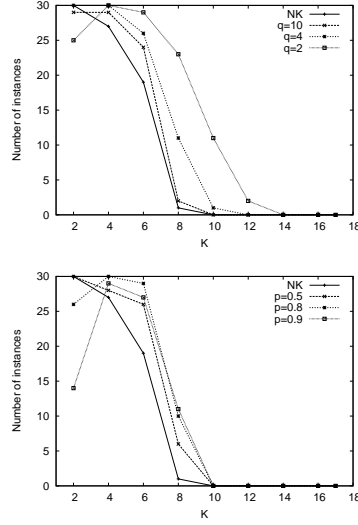 30
25
20
15
10
5
0
Number of instances
2 4 6 8 10 12 14 16 18
K
NK
q=10
q=4
q=2
30
25
20
15
10
5
0
Number of instances
2 4 6 8 10 12 14 16 18
K
NK
p=0.5
p=0.8
p=0.9